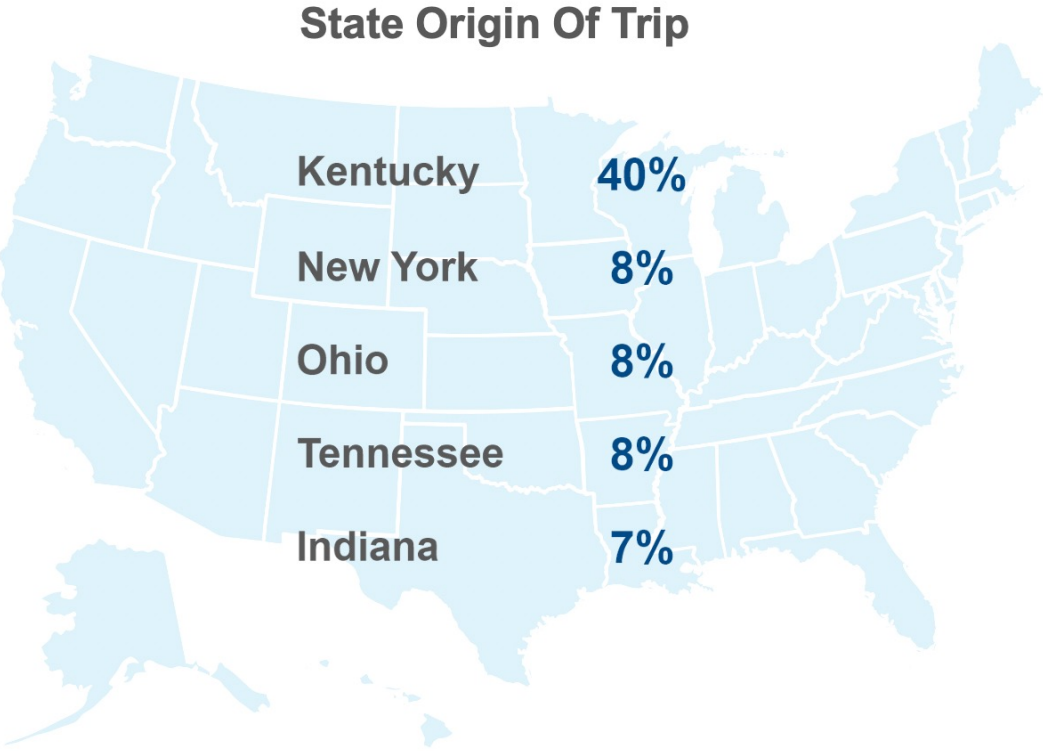 State Origin Of Trip
Kentucky 40%
New York 8%
Ohio 8%
Tennessee 8%
Indiana 7%